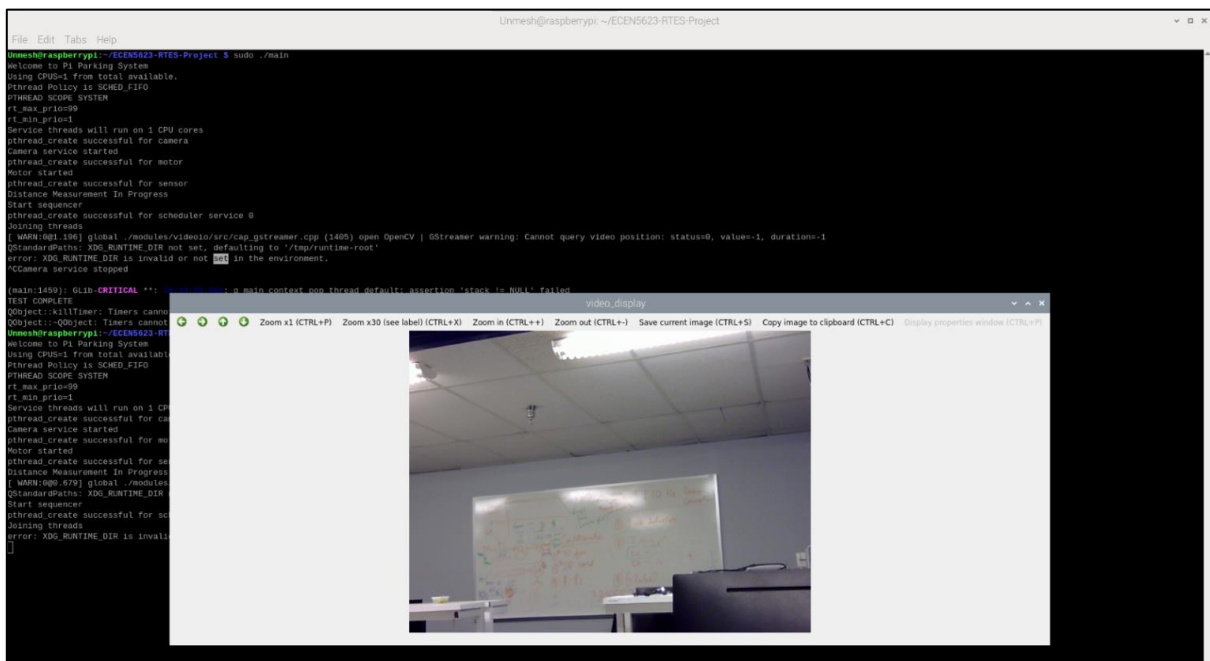 Unmesh@raspberrypi: ~/ECEN5623-RTES-Project
File Edit Tabs Help
Unmesh@raspberrypi:~/ECEN5623-RTES-Project $ sudo ./main
Welcome to Pi Parking System
Using CPUS=1 from total available.
Pthread Policy is SCHED_FIFO
PTHREAD SCOPE SYSTEM
rt_max_prio=99
rt_min_prio=1
Service threads will run on 1 CPU cores
pthread_create successful for camera
Camera service started
pthread_create successful for motor
Motor started
pthread_create successful for sensor
Distance Measurement In Progress
Start sequencer
pthread_create successful for scheduler service 0
Joining threads
[ WARN:0@1.196] global ./modules/videoio/src/cap_gstreamer.cpp (1405) open OpenCV | GStreamer warning: Cannot query video position: status=0, value=-1, duration=-1
QStandardPaths: XDG_RUNTIME_DIR not set, defaulting to '/tmp/runtime-root'
error: XDG_RUNTIME_DIR is invalid or not set in the environment.
^CCamera service stopped
(main:1459): GLib-CRITICAL **: : g_main_context_pop_thread_default: assertion 'stack != NULL' failed
TEST COMPLETE
QObject::killTimer: Timers canno
QObject::~QObject: Timers cannot
Unmesh@raspberrypi:~/ECEN5623-RT
Welcome to Pi Parking System
Using CPUS=1 from total availabl
Pthread Policy is SCHED_FIFO
PTHREAD SCOPE SYSTEM
rt_max_prio=99
rt_min_prio=1
Service threads will run on 1 CP
pthread_create successful for ca
Camera service started
pthread_create successful for mo
Motor started
pthread_create successful for se
Distance Measurement In Progress
[ WARN:0@0.679] global ./modules
QStandardPaths: XDG_RUNTIME_DIR
Start sequencer
pthread_create successful for sc
Joining threads
error: XDG_RUNTIME_DIR is invali
video_display
Zoom x1 (CTRL+P) Zoom x30 (see label) (CTRL+X) Zoom in (CTRL++) Zoom out (CTRL+-) Save current image (CTRL+S) Copy image to clipboard (CTRL+C) Display properties window (CTRL+P)